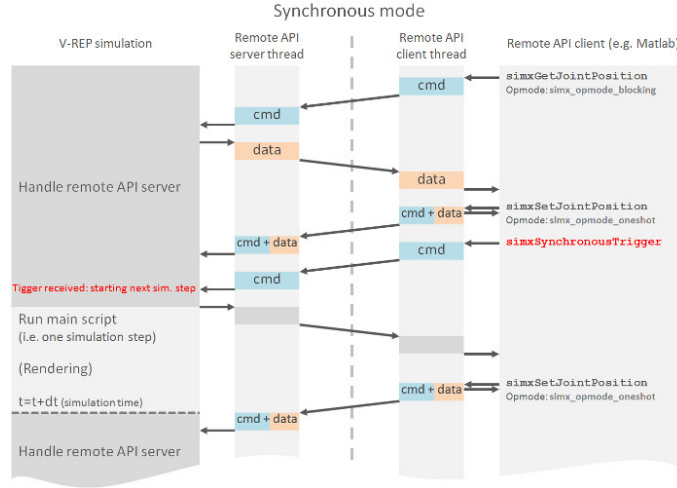 Synchronous mode
V-REP simulation
Remote API
server thread
Remote API
client thread
Remote API client (e.g. Matlab)
simxGetJointPosition
Opmode: simx_opmode_blocking
cmd
cmd
data
data
Handle remote API server
simxSetJointPosition
Opmode: simx_opmode_oneshot
cmd + data
cmd + data
simxSynchronousTrigger
cmd
cmd
Tigger received: starting next sim. step
Run main script
(i.e. one simulation step)
(Rendering)
t=t+dt (simulation time)
simxSetJointPosition
Opmode: simx_opmode_oneshot
cmd + data
cmd + data
Handle remote API server